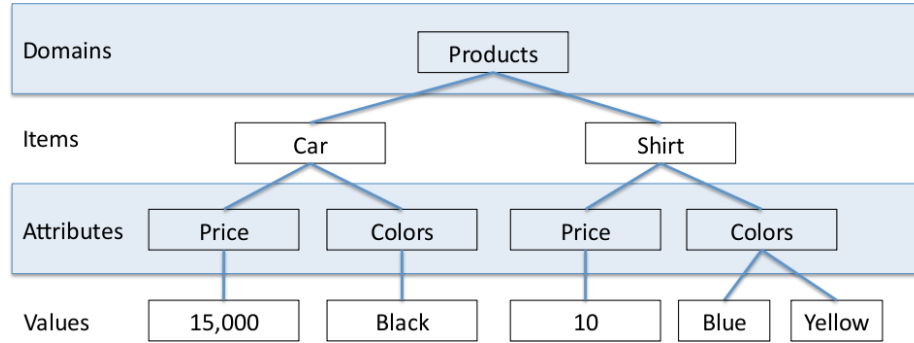 Domains
Products
Items
Car
Shirt
Attributes
Price
Colors
Price
Colors
Values
15,000
Black
10
Blue
Yellow